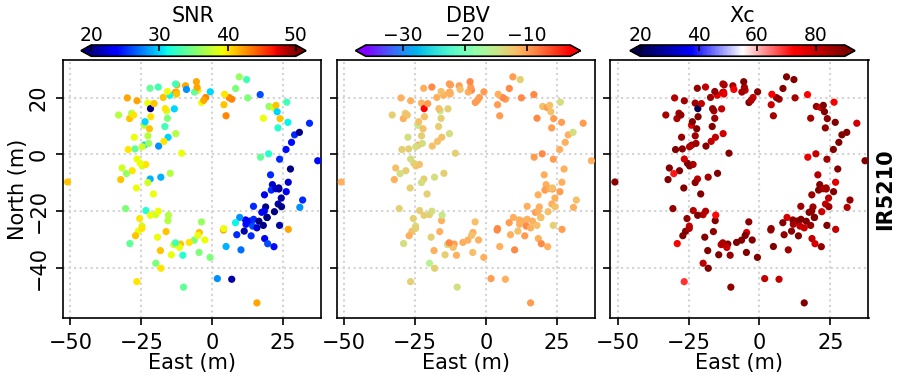 SNR DBV Xc
20 30 40 50 −30 −20 −10 20 40 60 80
North (m)
20
0
−20
−40
IR5210
−50 −25 0 25 −50 −25 0 25 −50 −25 0 25
East (m) East (m) East (m)